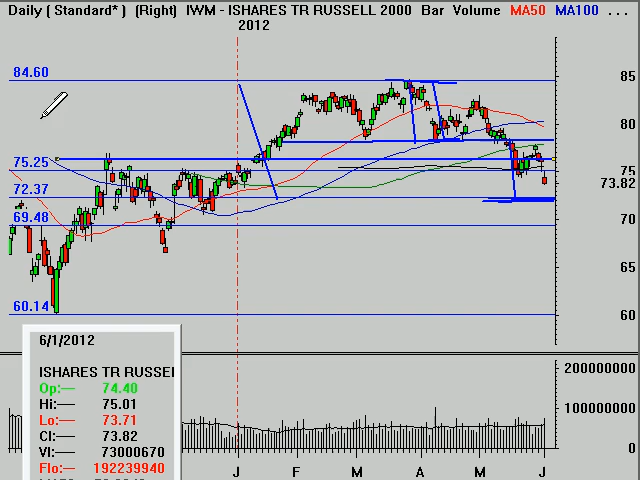 Daily ( Standard* ) (Right) IWM - ISHARES TR RUSSELL 2000 Bar Volume MA50 MA100 ...
2012
84.60
75.25
72.37
69.48
60.14
85
80
75
73.82
70
65
60
200000000
100000000
0
6/1/2012
ISHARES TR RUSSEI
Op:— 74.40
Hi:— 75.01
Lo:— 73.71
Cl:— 73.82
Vl:— 73000670
Flo:— 192239940
J F M A M J